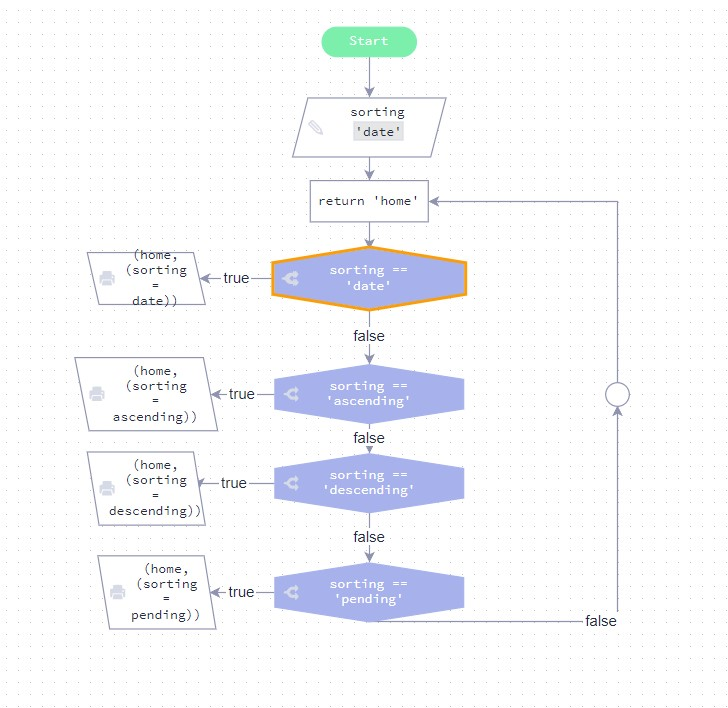 Start
sorting
'date'
return 'home'
sorting ==
'date'
true
(home,
(sorting
=
date))
false
sorting ==
'ascending'
true
(home,
(sorting
=
ascending))
false
sorting ==
'descending'
true
(home,
(sorting
=
descending))
false
sorting ==
'pending'
true
(home,
(sorting
=
pending))
false